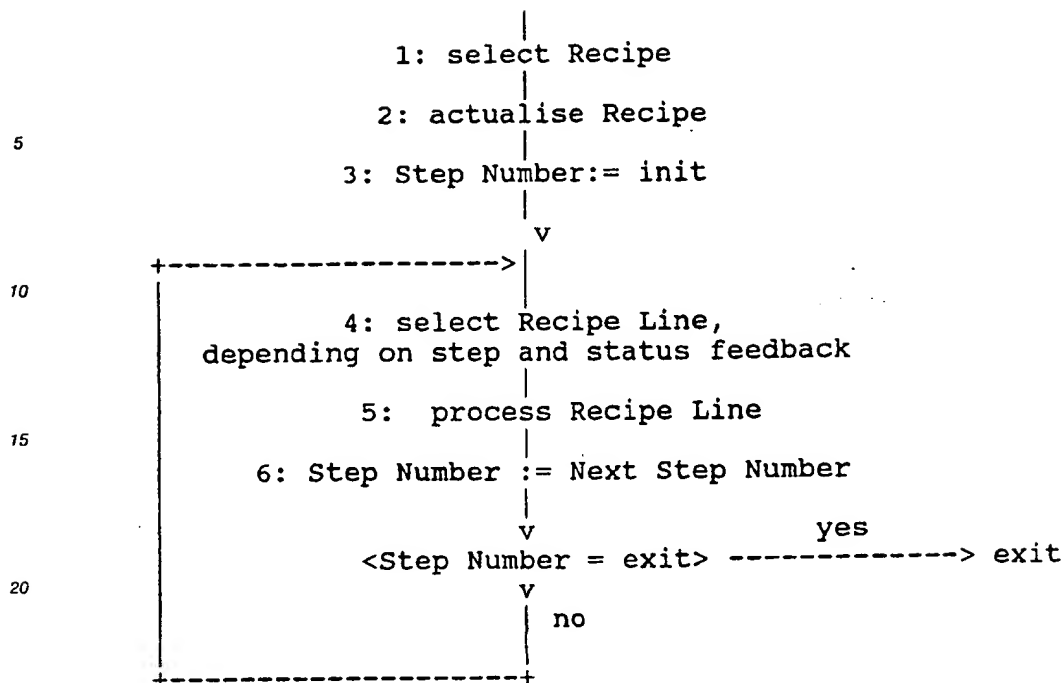 1: select Recipe
2: actualise Recipe
5
3: Step Number:= init
v
+------------------->
10
4: select Recipe Line,
depending on step and status feedback
5: process Recipe Line
15
6: Step Number := Next Step Number
v
yes
<Step Number = exit> -------------> exit
20
v
no
+--------------------+